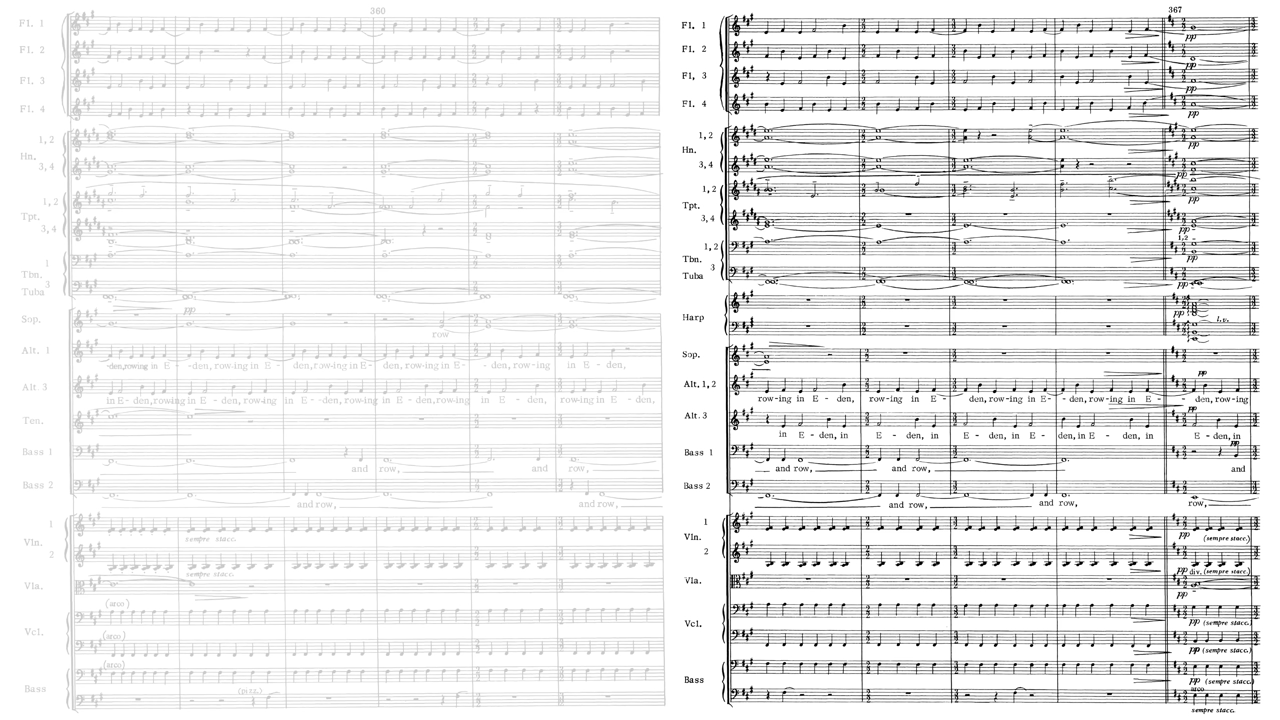 360
Fl. 1
Fl. 2
Fl. 3
Fl. 4
1, 2
Hn.
3, 4
1, 2
Tpt.
3, 4
1
Tbn.
3
Tuba
pp
Sop.
row
Alt. 1
den, row-ing in E - den, row-ing in E - den, row-ing in E - den, row-ing in E - den, row-ing in E - den,
Alt. 3
in E - den, rowing in E - den, row-ing in E - den, row-ing in E - den, row-ing in E - den, row-ing in E - den,
Ten.
Bass 1
and row, and row,
Bass 2
and row, and row,
1
Vln.
sempre stacc.
2
sempre stacc.
Vla.
(arco)
Vcl.
(arco)
(arco)
Bass
(pizz.)
367
Fl. 1
pp
Fl. 2
pp
Fl. 3
pp
Fl. 4
pp
1, 2
pp
Hn.
3, 4
pp
1, 2
pp
Tpt.
3, 4
pp
1, 2
1, 2
Tbn.
3
pp
Tuba
pp
Harp
l.v.
Sop.
pp
Alt. 1, 2
row-ing in E - den, row-ing in E - den, row-ing in E - den, row-ing
pp
Alt. 3
in E - den, in E - den, in E - den, in E - den, in E - den, in
pp
Bass 1
and row, and row, and
Bass 2
and row, and row, row,
1
Vln.
pp (sempre stacc.)
2
pp div. (sempre stacc.)
Vla.
pp
Vcl.
pp (sempre stacc.)
pp (sempre stacc.)
Bass
pp (sempre stacc.)
arco
sempre stacc.